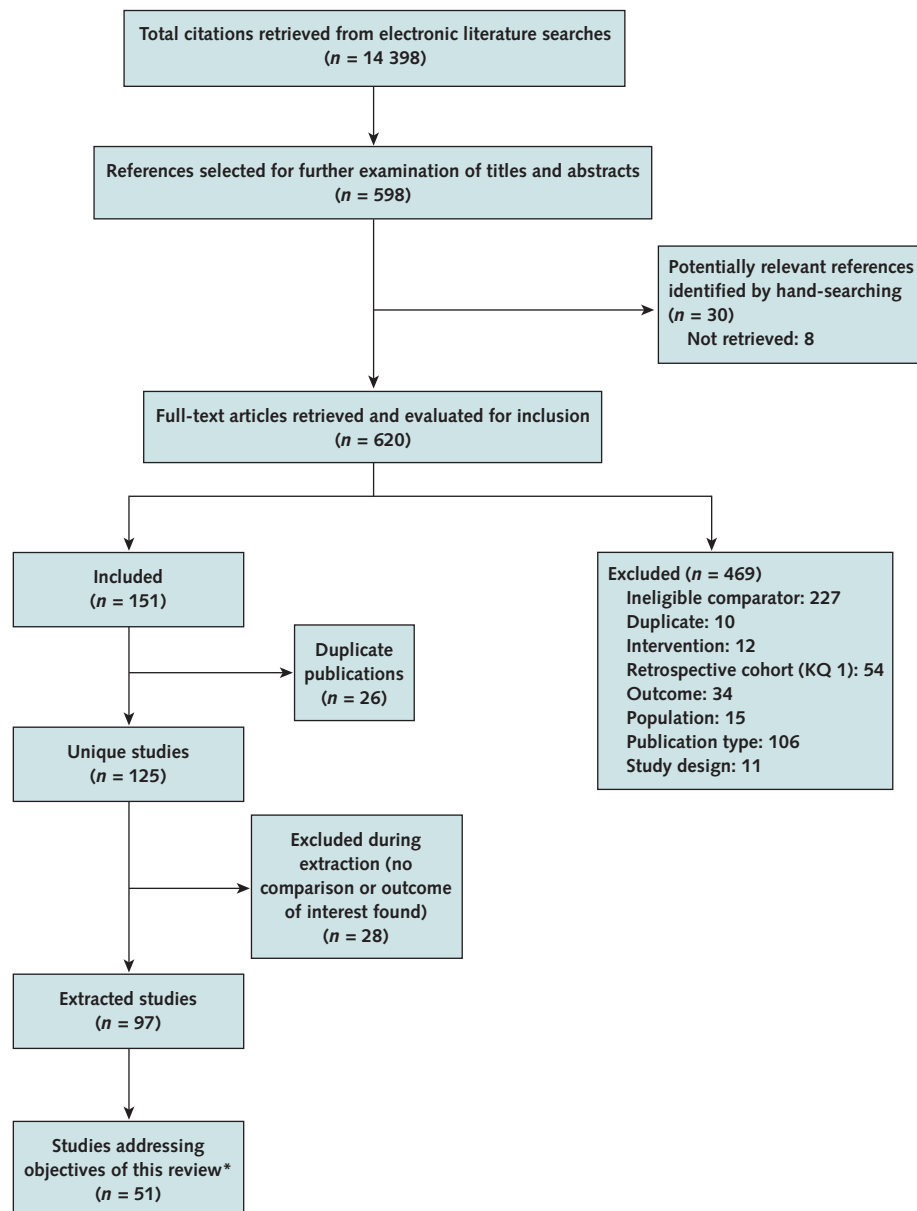 Total citations retrieved from electronic literature searches
(n = 14 398)
References selected for further examination of titles and abstracts
(n = 598)
Potentially relevant references
identified by hand-searching
(n = 30)
Not retrieved: 8
Full-text articles retrieved and evaluated for inclusion
(n = 620)
Included
(n = 151)
Excluded (n = 469)
Ineligible comparator: 227
Duplicate: 10
Intervention: 12
Retrospective cohort (KQ 1): 54
Outcome: 34
Population: 15
Publication type: 106
Study design: 11
Duplicate
publications
(n = 26)
Unique studies
(n = 125)
Excluded during
extraction (no
comparison or outcome
of interest found)
(n = 28)
Extracted studies
(n = 97)
Studies addressing
objectives of this review*
(n = 51)